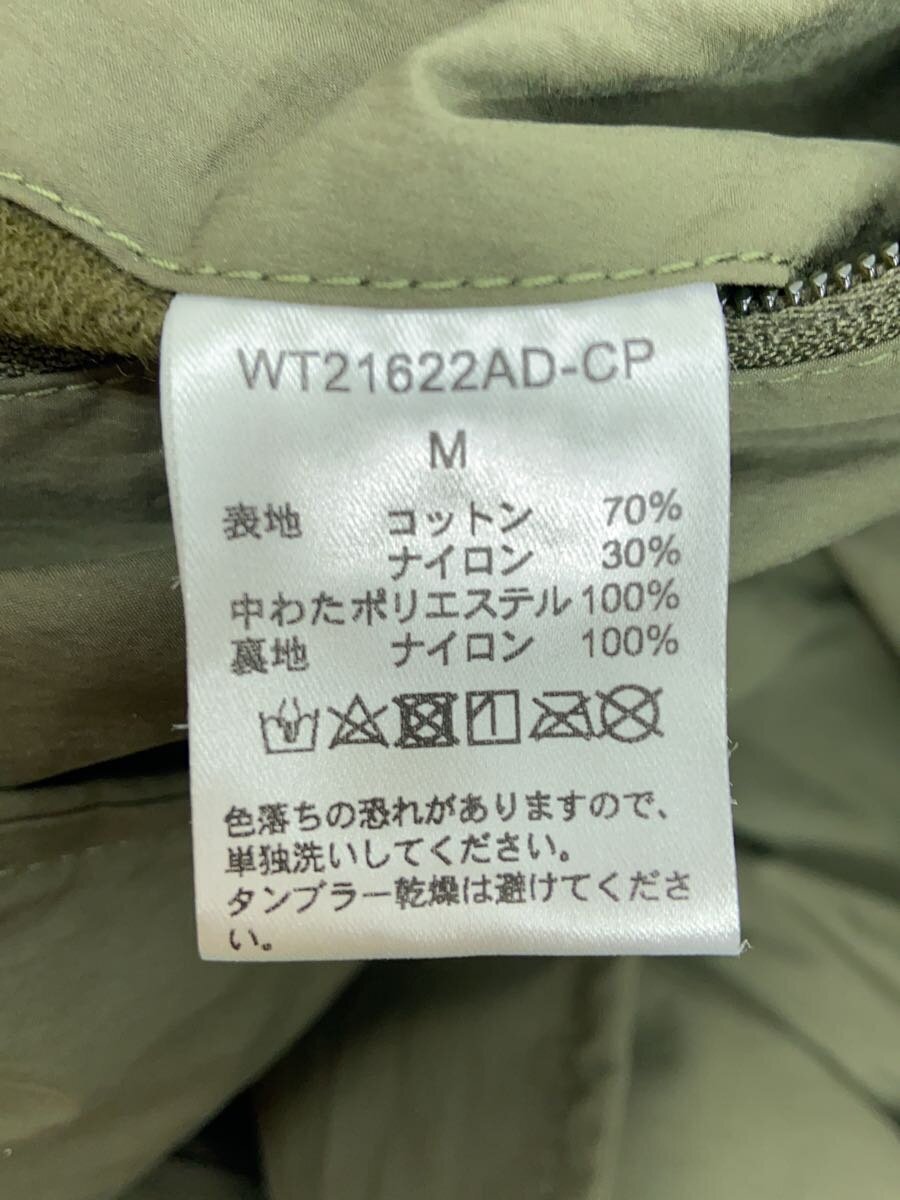 WT21622AD-CP
M
表地 コットン 70%
ナイロン 30%
中わたポリエステル100%
裏地 ナイロン 100%
色落ちの恐れがありますので、
単独洗いしてください。
タンブラー乾燥は避けてくださ
い。